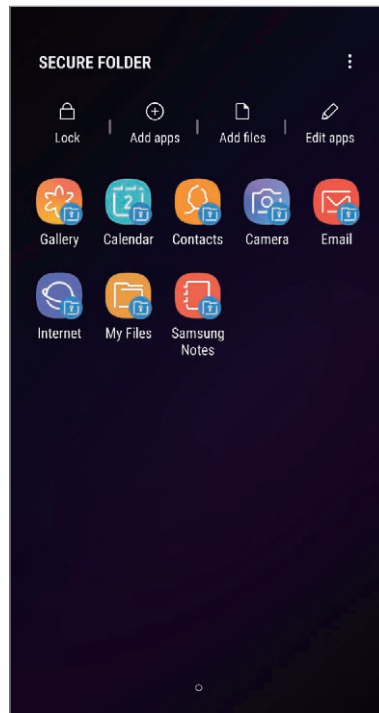 SECURE FOLDER
Lock
Add apps
Add files
Edit apps
Gallery
Calendar
2
Contacts
Camera
Email
Internet
My Files
Samsung
Notes